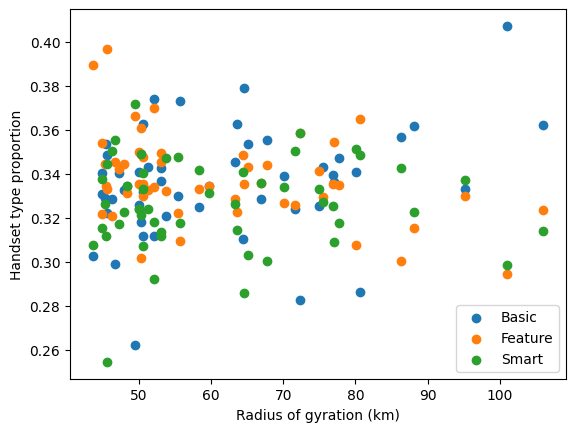 0.40
0.38
0.36
0.34
0.32
0.30
0.28
0.26
Handset type proportion
Basic
Feature
Smart
50
60
70
80
90
100
Radius of gyration (km)